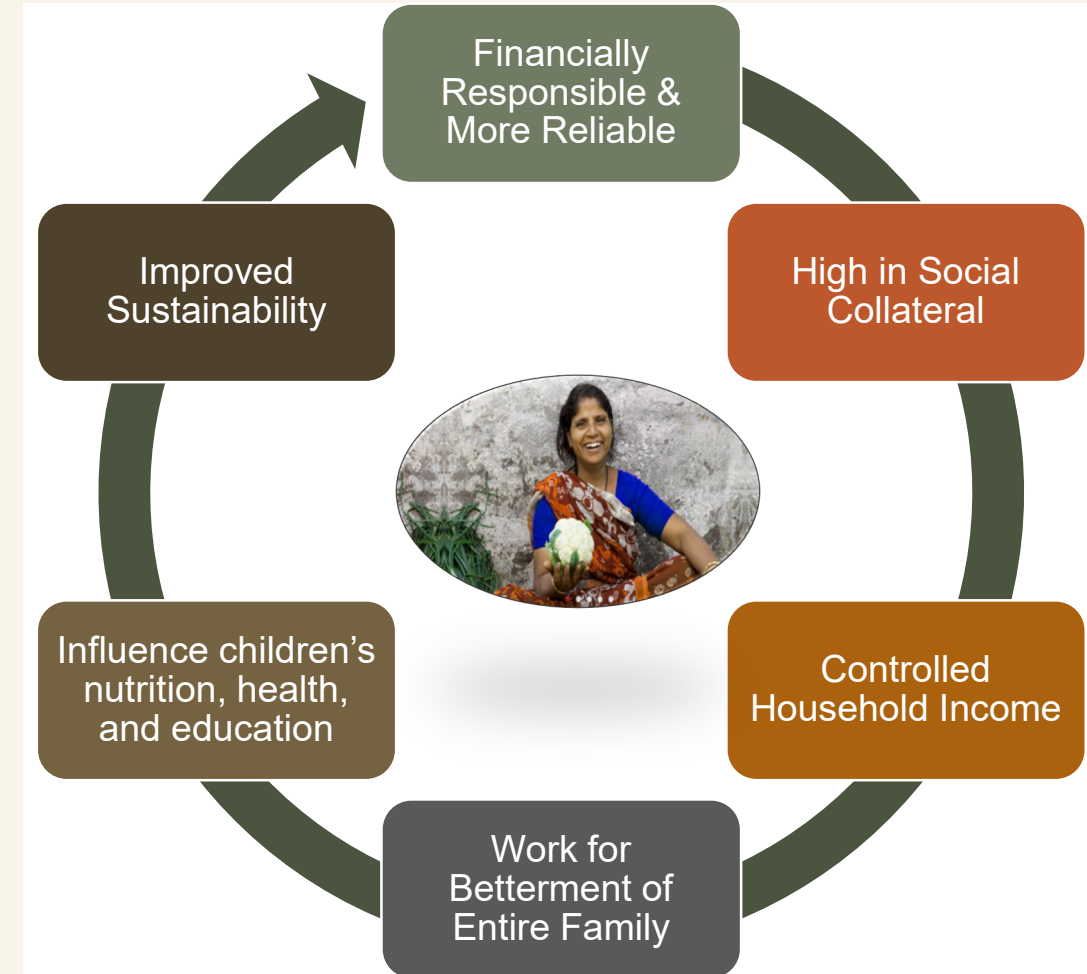 Financially
Responsible &
More Reliable
High in Social
Collateral
Controlled
Household Income
Work for
Betterment of
Entire Family
Influence children’s
nutrition, health,
and education
Improved
Sustainability